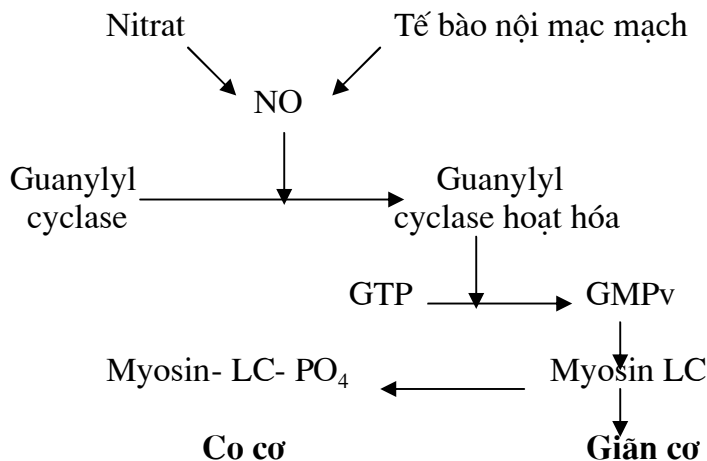 Nitrat
Tế bào nội mạc mạch
NO
Guanylyl
cyclase
Guanylyl
cyclase hoạt hóa
GTP
GMPv
Myosin- LC- PO₄
Myosin LC
Co cơ
Giãn cơ